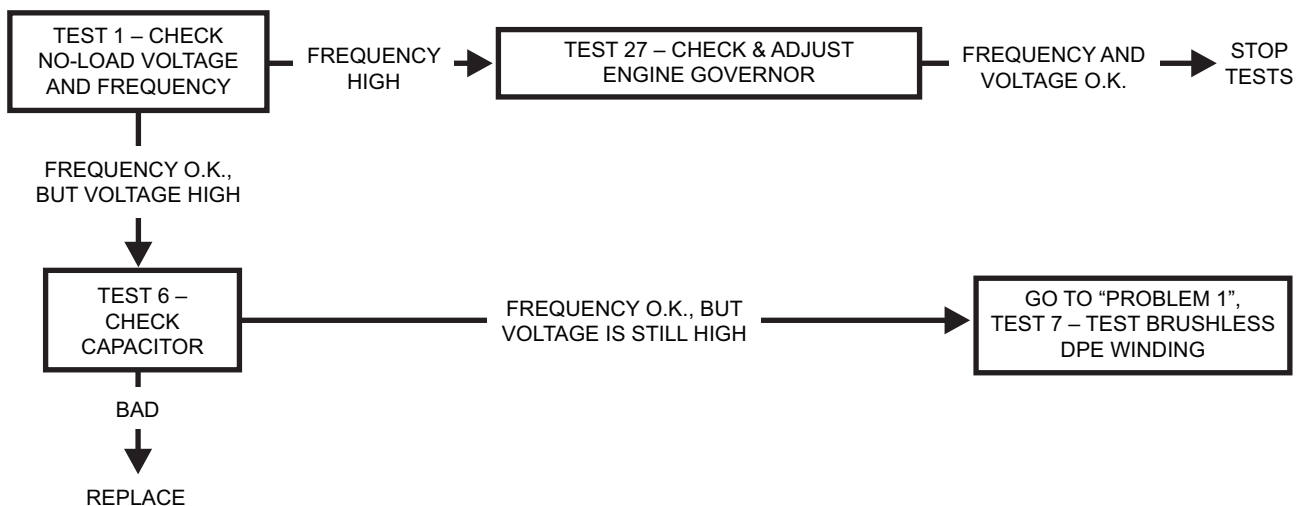 TEST 1 – CHECK
NO-LOAD VOLTAGE
AND FREQUENCY
FREQUENCY
HIGH
TEST 27 – CHECK & ADJUST
ENGINE GOVERNOR
FREQUENCY AND
VOLTAGE O.K.
STOP
TESTS
FREQUENCY O.K.,
BUT VOLTAGE HIGH
TEST 6 –
CHECK
CAPACITOR
FREQUENCY O.K., BUT
VOLTAGE IS STILL HIGH
GO TO “PROBLEM 1”,
TEST 7 – TEST BRUSHLESS
DPE WINDING
BAD
REPLACE